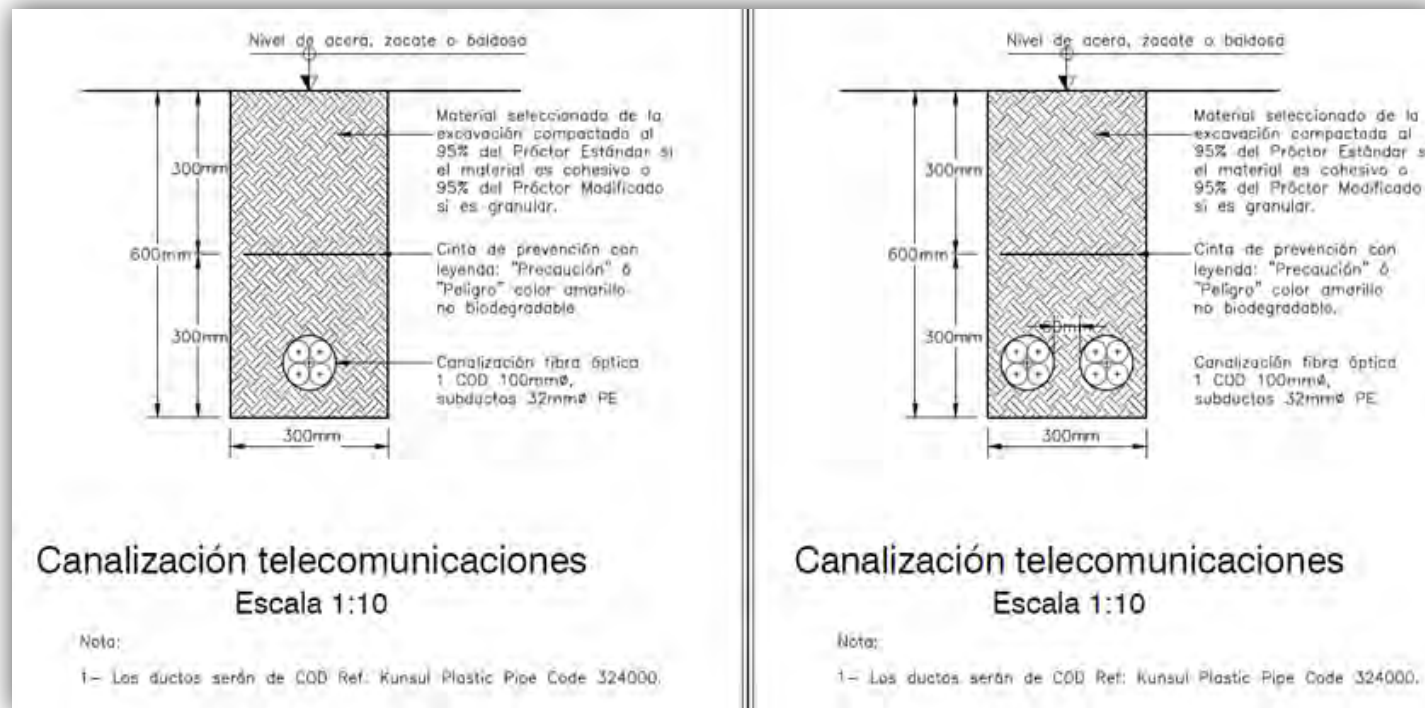 Nivel de acera, zacate o baldosa
Material seleccionado de la
excavación compactado al
95% del Próctor Estándar si
el material es cohesivo o
95% del Próctor Modificado
si es granular.
300mm
600mm
Cinta de prevención con
leyenda: "Precaución" ó
"Peligro" color amarillo
no biodegradable
300mm
Canalización fibra óptica
1 COD 100mmø,
subductos 32mmø PE
300mm
Canalización telecomunicaciones
Escala 1:10
Nota:
1- Los ductos serán de COD Ref: Kunsul Plastic Pipe Code 324000.
Nivel de acera, zacate o baldosa
Material seleccionado de la
excavación compactado al
95% del Próctor Estándar s
el material es cohesivo o
95% del Próctor Modificado
si es granular.
300mm
600mm
Cinta de prevención con
leyenda: "Precaución" ó
"Peligro" color amarillo
no biodegradable.
300mm
Canalización fibra óptica
1 COD 100mmø,
subductos 32mmø PE
300mm
Canalización telecomunicaciones
Escala 1:10
Nota:
1- Los ductos serán de COD Ref: Kunsul Plastic Pipe Code 324000.